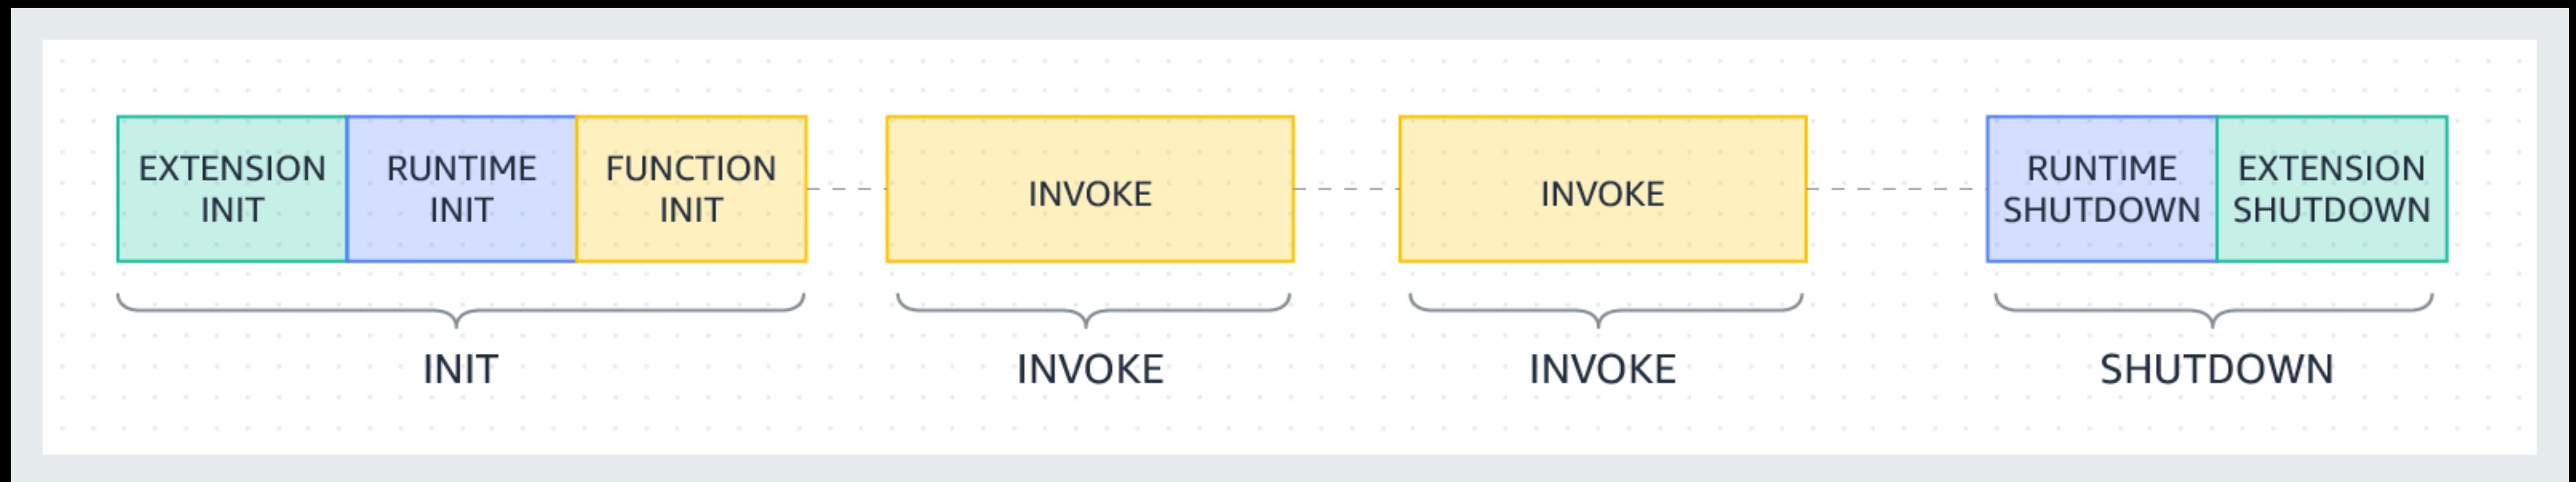 EXTENSION
INIT
RUNTIME
INIT
FUNCTION
INIT
INVOKE
INVOKE
RUNTIME
SHUTDOWN
EXTENSION
SHUTDOWN
INIT
INVOKE
INVOKE
SHUTDOWN